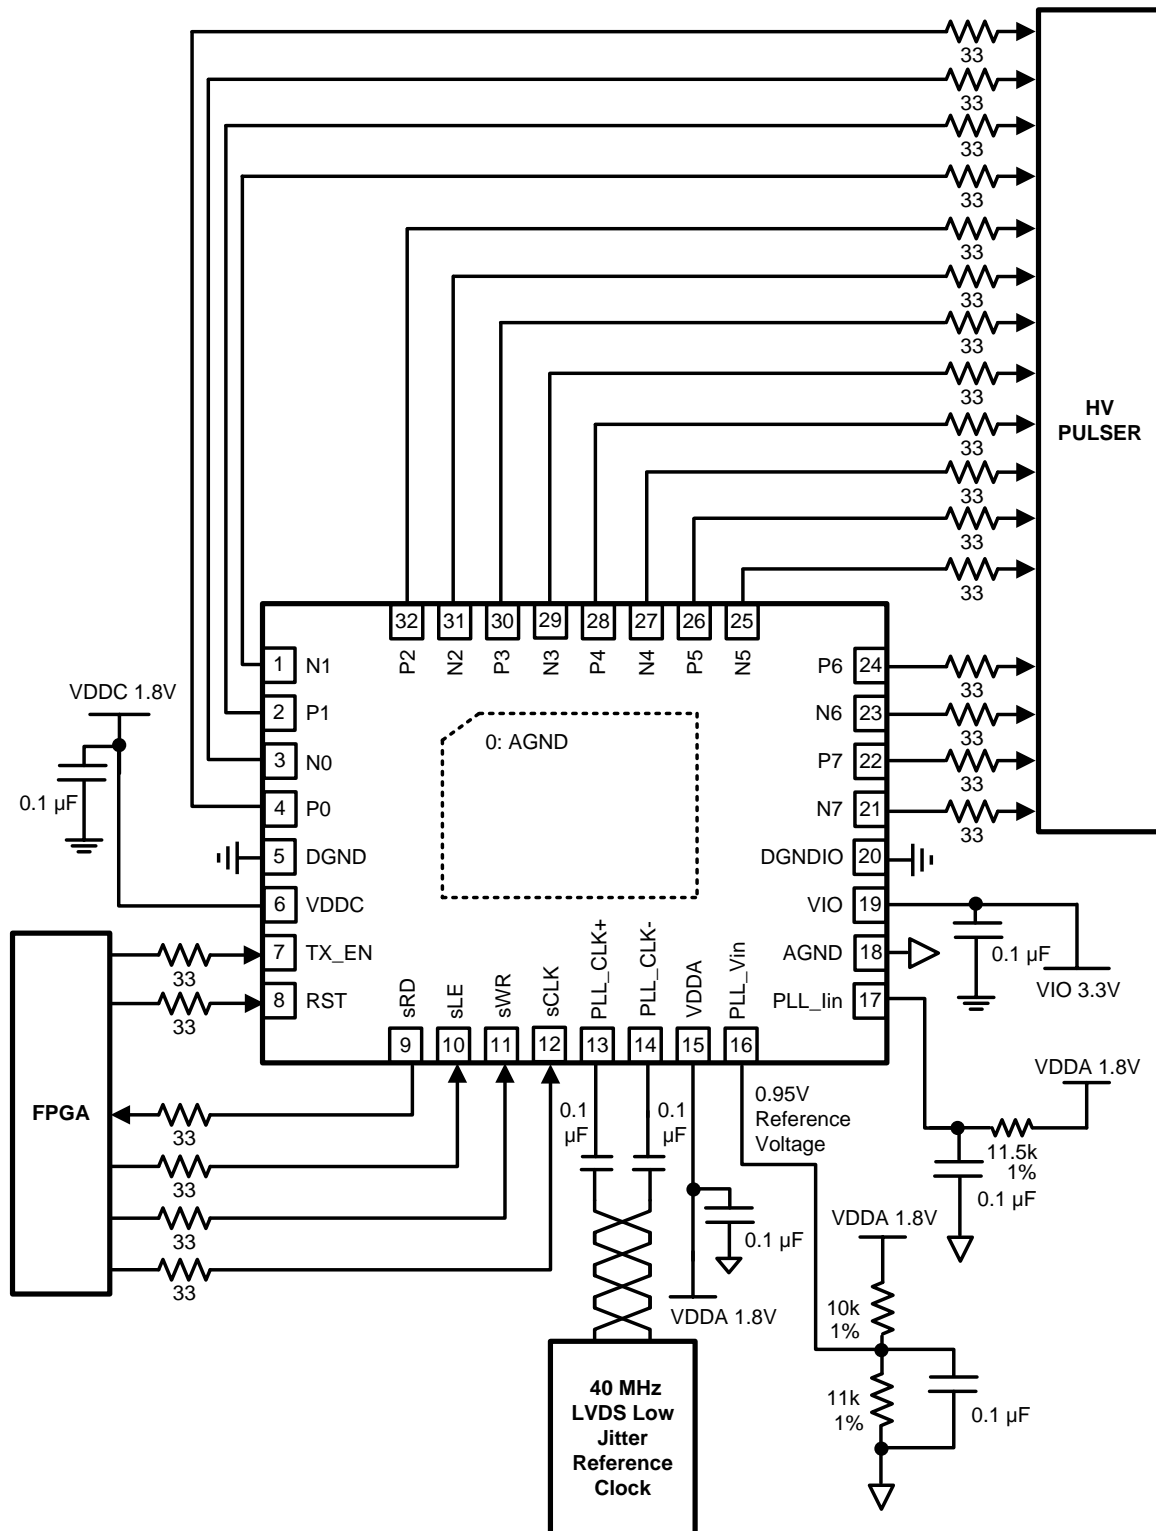 33
33
33
33
33
33
33
33
33
33
33
33
HV
PULSER
32
31
30
29
28
27
26
25
P2
N2
P3
N3
P4
N4
P5
N5
1
N1
2
P1
3
N0
4
P0
5
DGND
6
VDDC
7
TX_EN
8
RST
VDDC 1.8V
0.1 µF
0: AGND
P6
24
33
N6
23
33
P7
22
33
N7
21
33
DGNDIO
20
VIO
19
AGND
18
PLL_Iin
17
0.1 µF
VIO 3.3V
33
33
sRD
sLE
sWR
sCLK
PLL_CLK+
PLL_CLK-
VDDA
PLL_Vin
9
10
11
12
13
14
15
16
FPGA
33
33
33
33
0.1
µF
0.1
µF
0.95V
Reference
Voltage
VDDA 1.8V
11.5k
1%
0.1 µF
0.1 µF
VDDA 1.8V
VDDA 1.8V
10k
1%
11k
1%
0.1 µF
40 MHz
LVDS Low
Jitter
Reference
Clock